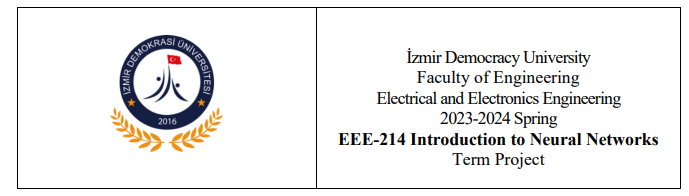 İZMİR DEMOKRASİ ÜNİVERSİTESİ
2016
İzmir Democracy University
Faculty of Engineering
Electrical and Electronics Engineering
2023-2024 Spring
EEE-214 Introduction to Neural Networks
Term Project